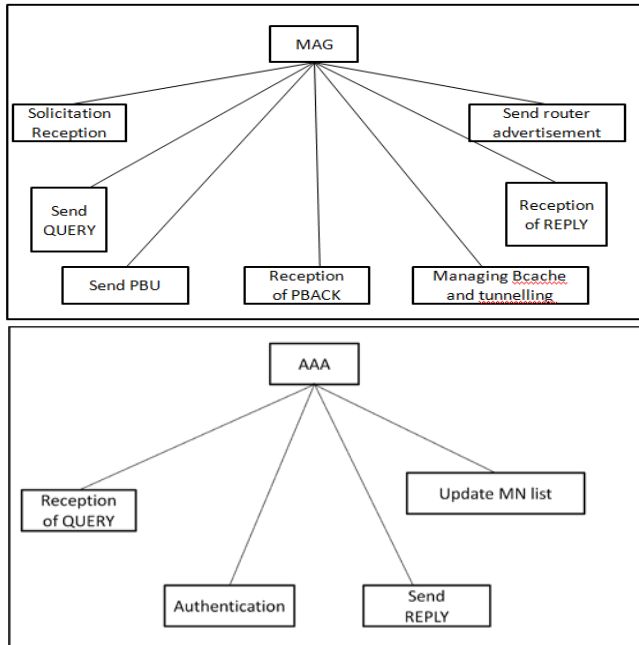 MAG
Solicitation
Reception
Send router
advertisement
Send
QUERY
Reception
of REPLY
Send PBU
Reception
of PBACK
Managing Bcache
and tunnelling
AAA
Reception
of QUERY
Update MN list
Authentication
Send
REPLY